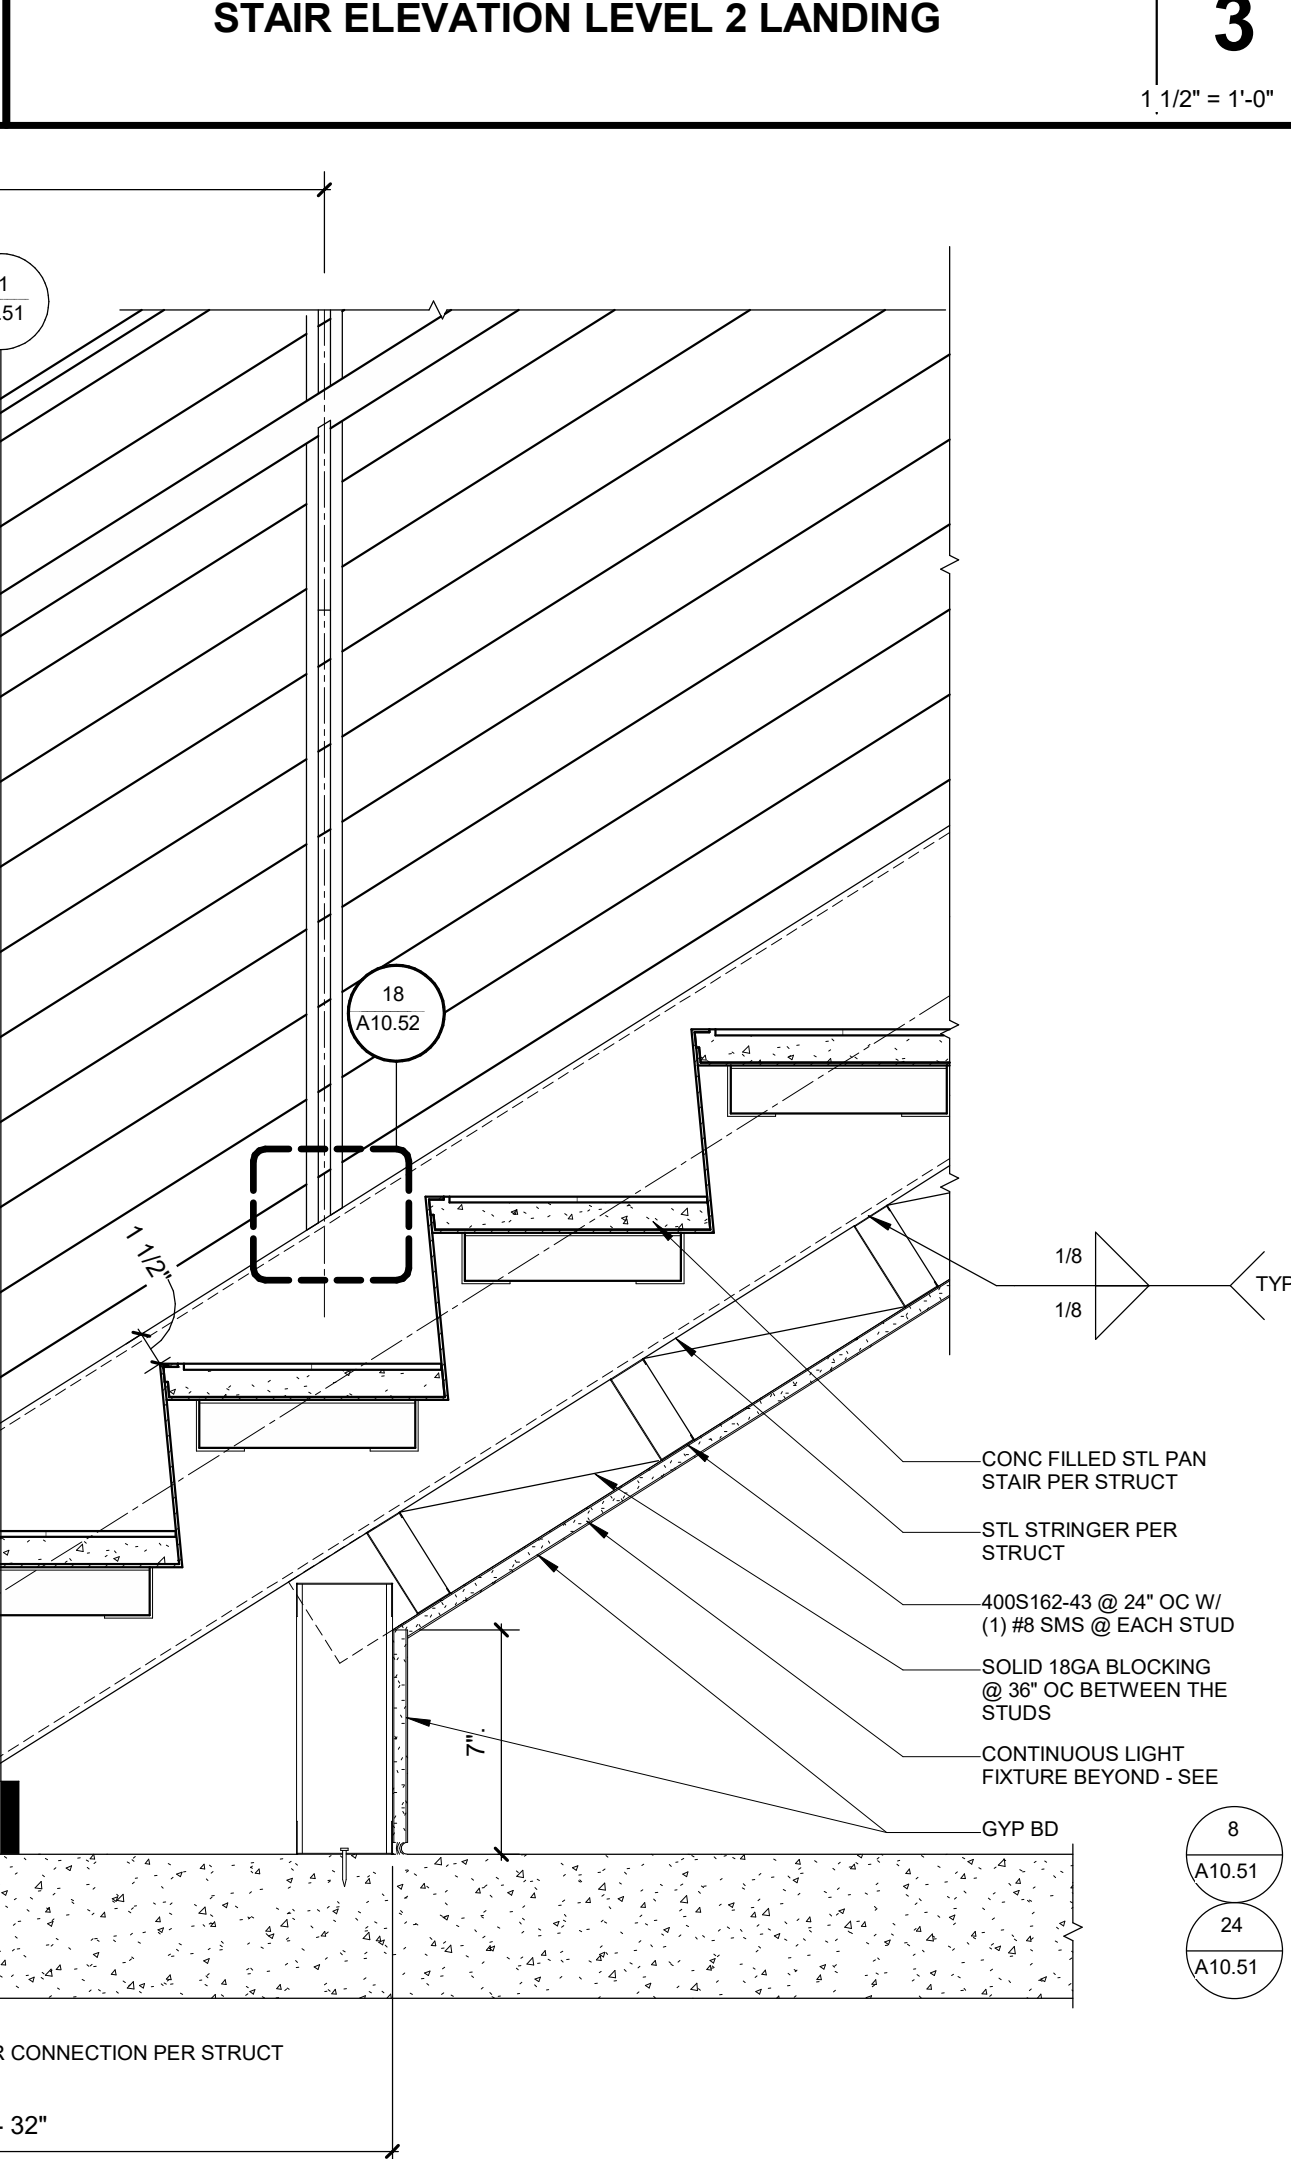 STAIR ELEVATION LEVEL 2 LANDING
3
1 1/2" = 1'-0"
1
.51
18
A10.52
1 1/2"
1/8
1/8
TYP
CONC FILLED STL PAN
STAIR PER STRUCT
STL STRINGER PER
STRUCT
400S162-43 @ 24" OC W/
(1) #8 SMS @ EACH STUD
SOLID 18GA BLOCKING
@ 36" OC BETWEEN THE
STUDS
CONTINUOUS LIGHT
FIXTURE BEYOND - SEE
7".
GYP BD
8
A10.51
24
A10.51
R CONNECTION PER STRUCT
- 32"